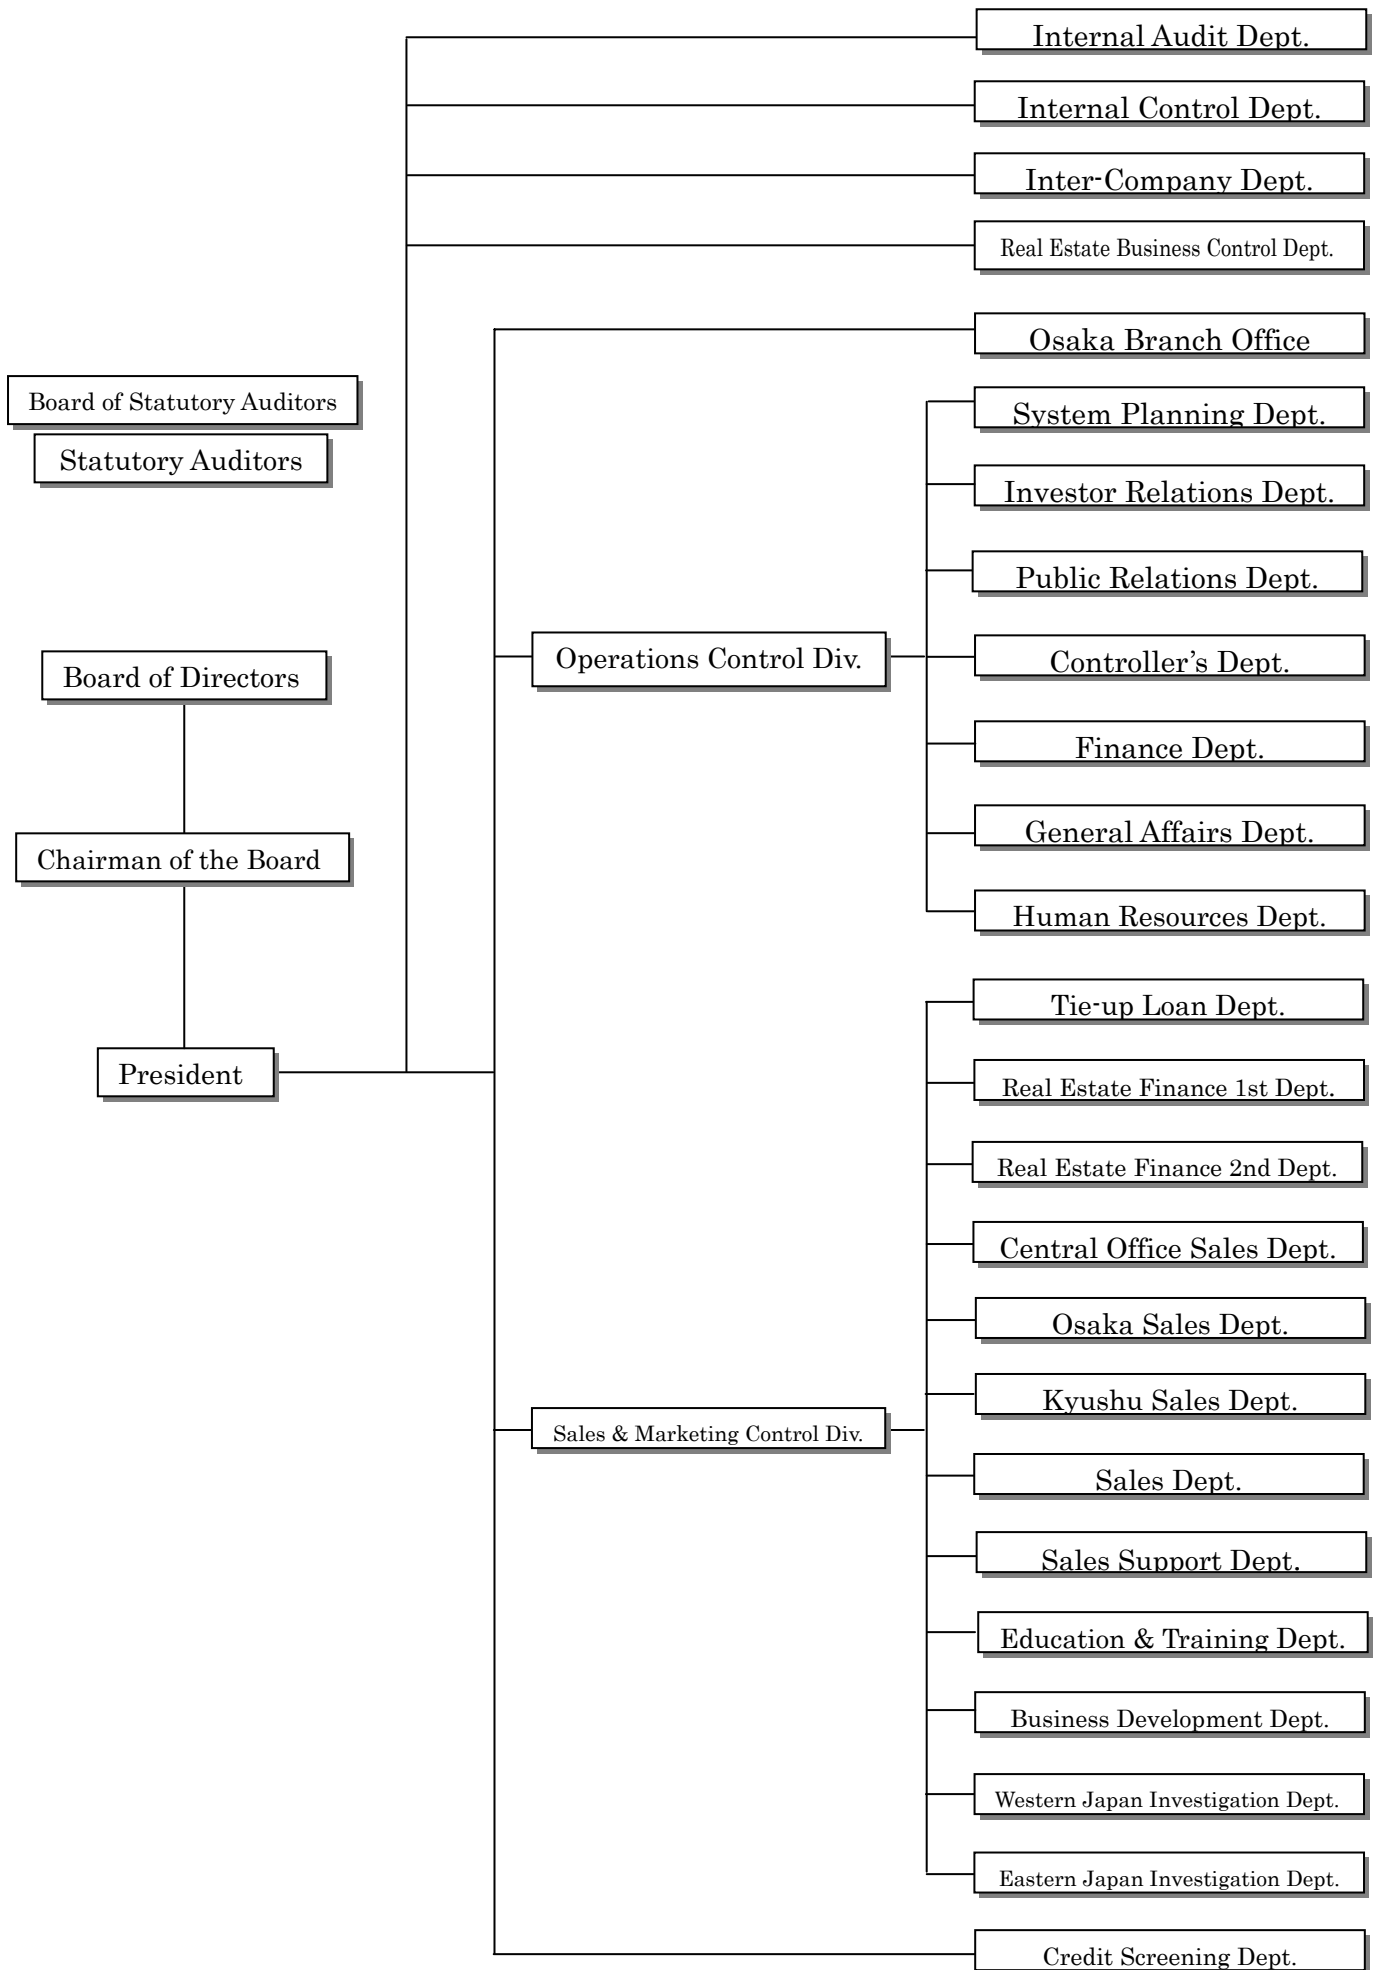 Internal Audit Dept.
Internal Control Dept.
Inter-Company Dept.
Real Estate Business Control Dept.
Osaka Branch Office
Board of Statutory Auditors
Statutory Auditors
System Planning Dept.
Investor Relations Dept.
Public Relations Dept.
Operations Control Div.
Controller’s Dept.
Board of Directors
Finance Dept.
General Affairs Dept.
Chairman of the Board
Human Resources Dept.
Tie-up Loan Dept.
President
Real Estate Finance 1st Dept.
Real Estate Finance 2nd Dept.
Central Office Sales Dept.
Osaka Sales Dept.
Kyushu Sales Dept.
Sales & Marketing Control Div.
Sales Dept.
Sales Support Dept.
Education & Training Dept.
Business Development Dept.
Western Japan Investigation Dept.
Eastern Japan Investigation Dept.
Credit Screening Dept.